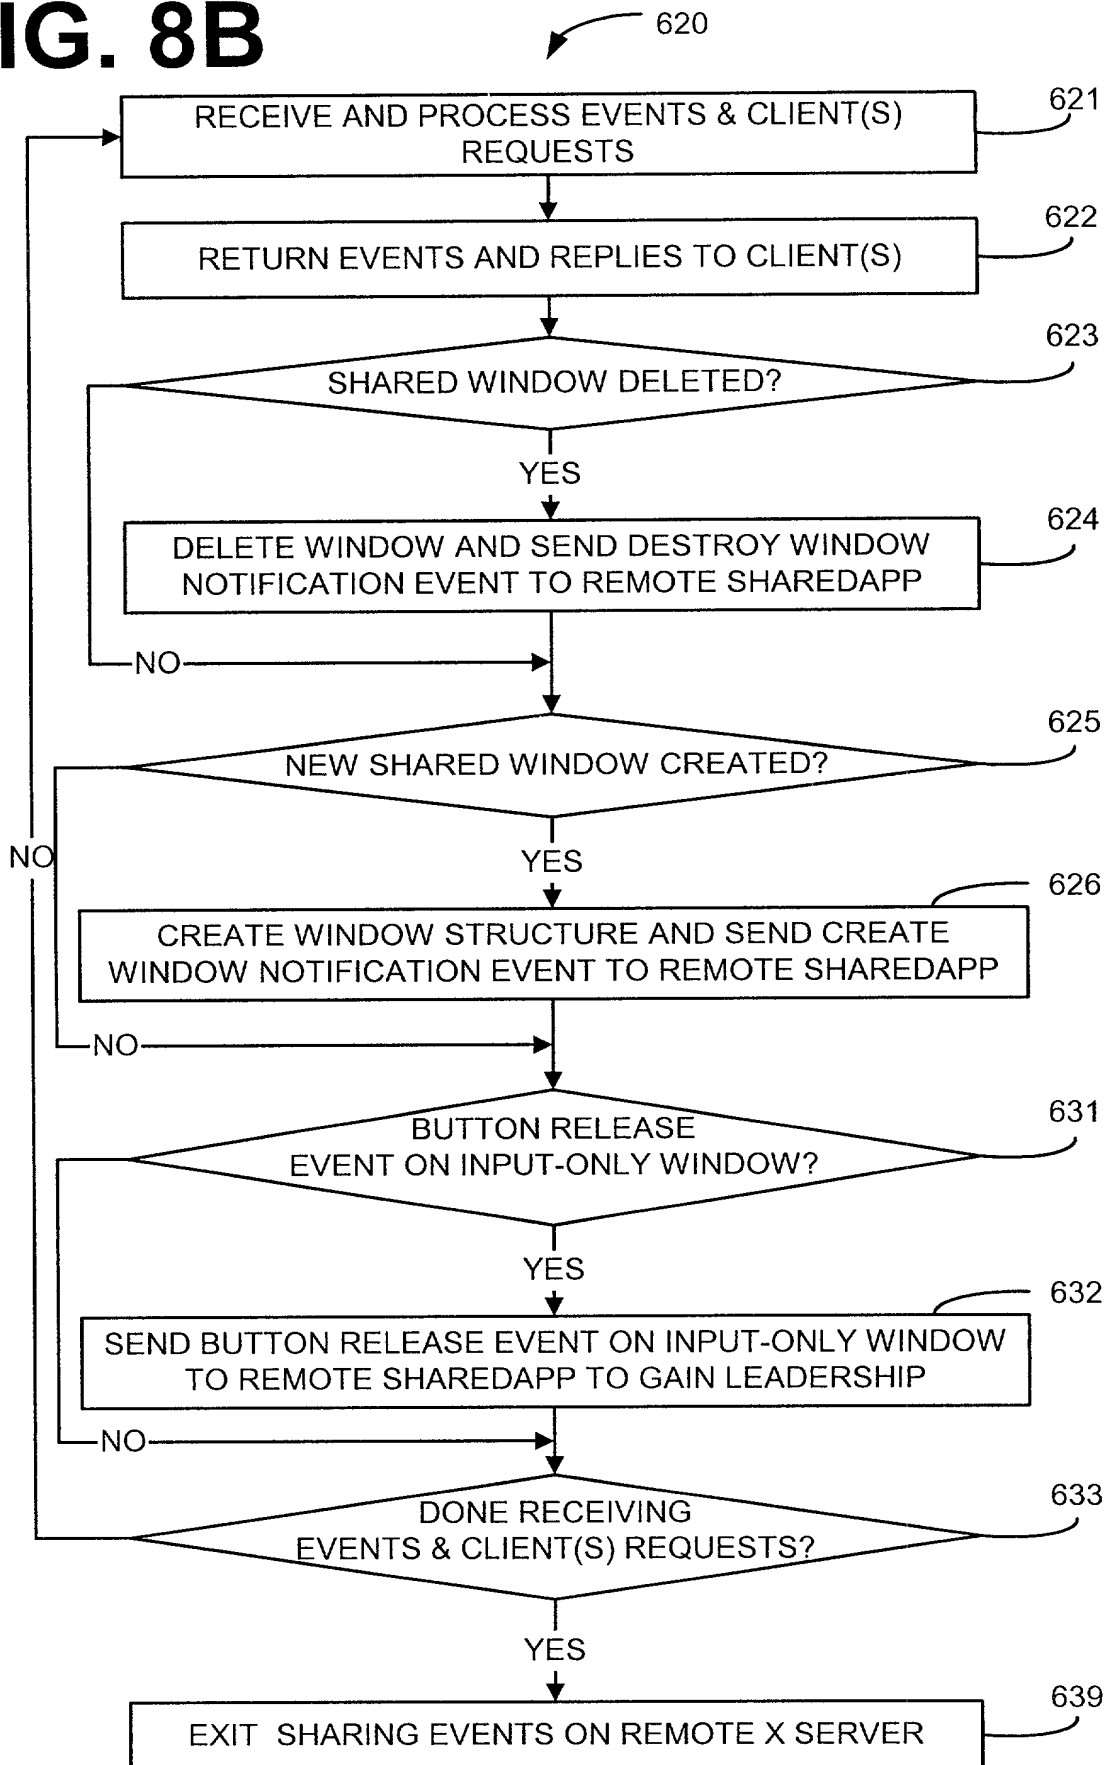 IG. 8B
620
RECEIVE AND PROCESS EVENTS & CLIENT(S)
REQUESTS
621
RETURN EVENTS AND REPLIES TO CLIENT(S)
622
SHARED WINDOW DELETED?
623
YES
DELETE WINDOW AND SEND DESTROY WINDOW
NOTIFICATION EVENT TO REMOTE SHAREDAPP
624
NO
NEW SHARED WINDOW CREATED?
625
NO
YES
CREATE WINDOW STRUCTURE AND SEND CREATE
WINDOW NOTIFICATION EVENT TO REMOTE SHAREDAPP
626
NO
BUTTON RELEASE
EVENT ON INPUT-ONLY WINDOW?
631
YES
SEND BUTTON RELEASE EVENT ON INPUT-ONLY WINDOW
TO REMOTE SHAREDAPP TO GAIN LEADERSHIP
632
NO
DONE RECEIVING
EVENTS & CLIENT(S) REQUESTS?
633
YES
EXIT SHARING EVENTS ON REMOTE X SERVER
639